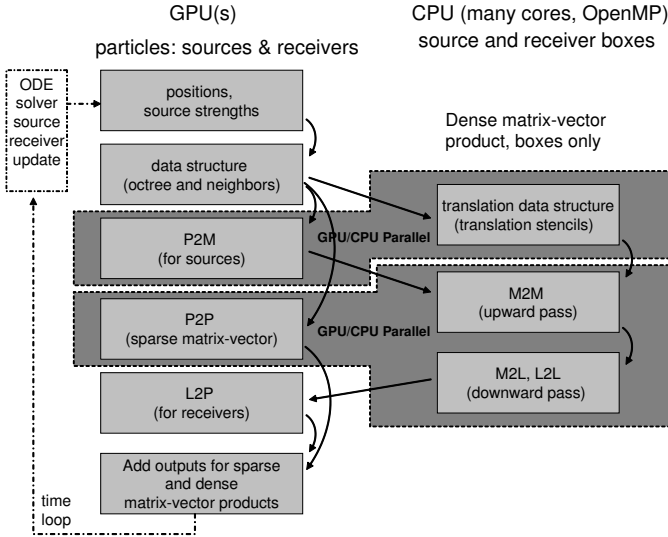 GPU(s)
particles: sources & receivers
CPU (many cores, OpenMP)
source and receiver boxes
ODE
solver
source
receiver
update
positions,
source strengths
Dense matrix-vector
product, boxes only
data structure
(octree and neighbors)
translation data structure
(translation stencils)
P2M
(for sources)
GPU/CPU Parallel
M2M
(upward pass)
P2P
(sparse matrix-vector)
GPU/CPU Parallel
M2L, L2L
(downward pass)
L2P
(for receivers)
Add outputs for sparse
and dense
matrix-vector products
time
loop